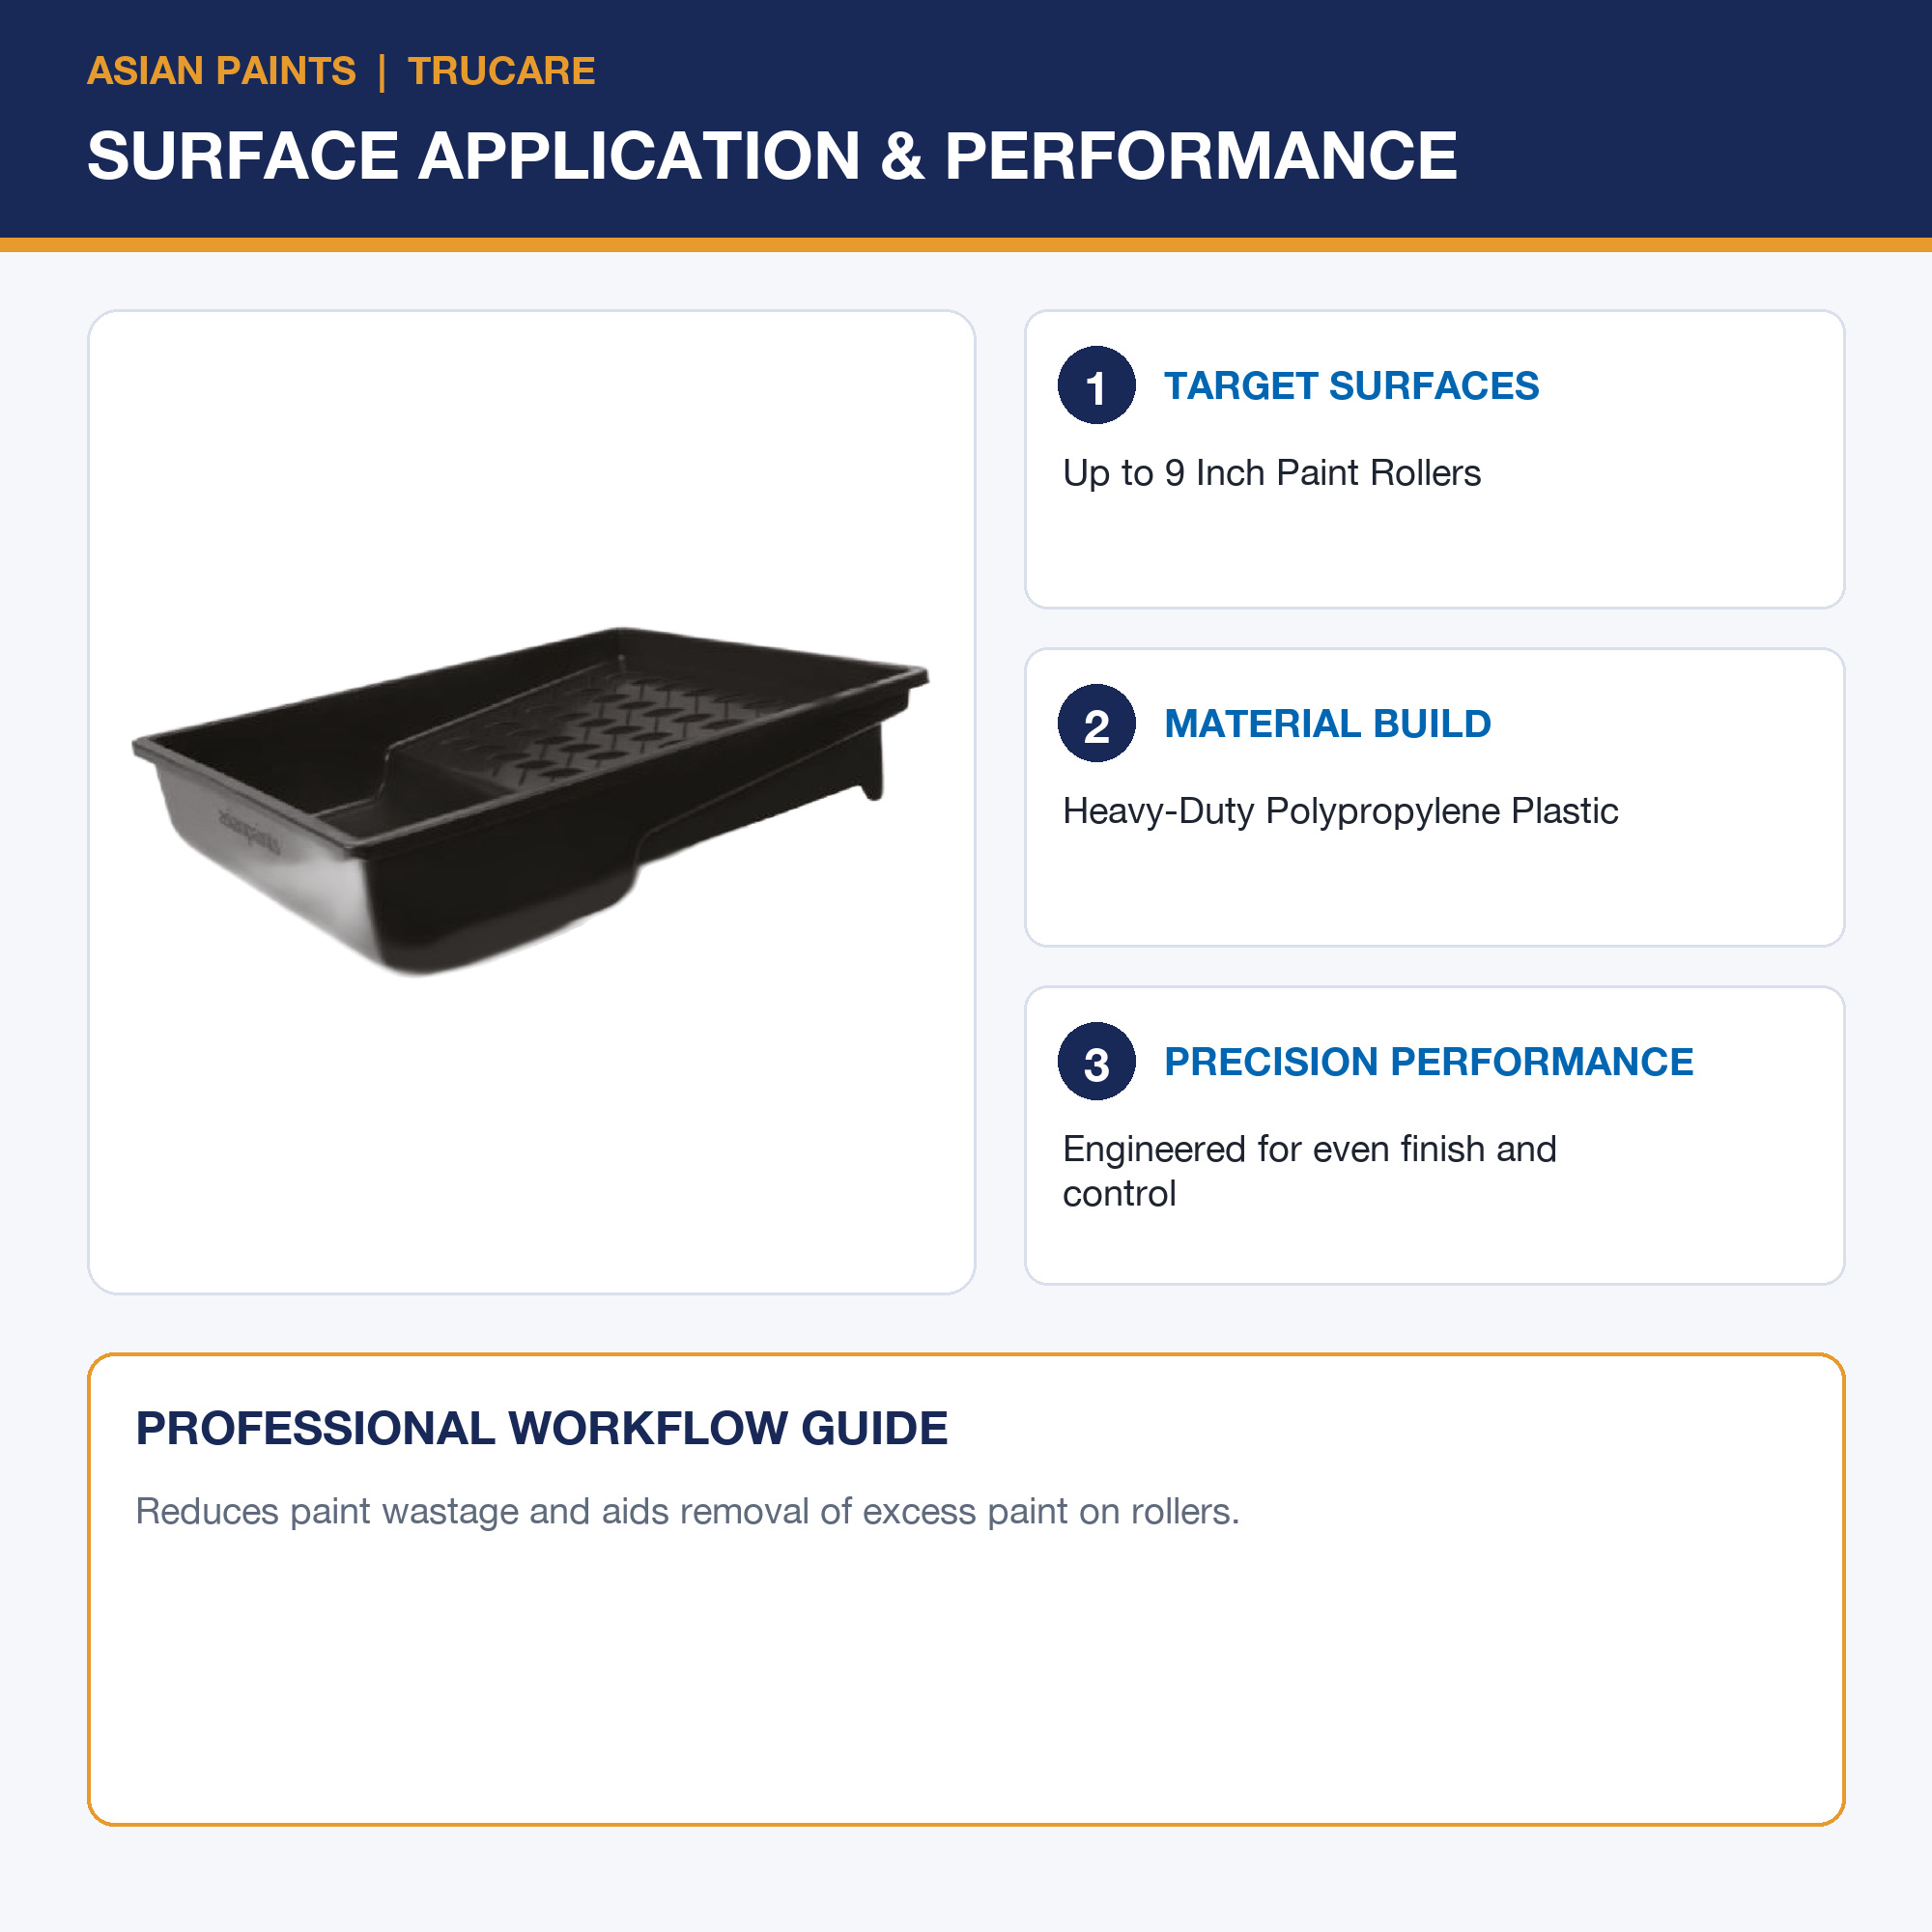 ASIAN PAINTS | TRUCARE
SURFACE APPLICATION & PERFORMANCE
1 TARGET SURFACES
Up to 9 Inch Paint Rollers
2 MATERIAL BUILD
Heavy-Duty Polypropylene Plastic
3 PRECISION PERFORMANCE
Engineered for even finish and
control
PROFESSIONAL WORKFLOW GUIDE
Reduces paint wastage and aids removal of excess paint on rollers.